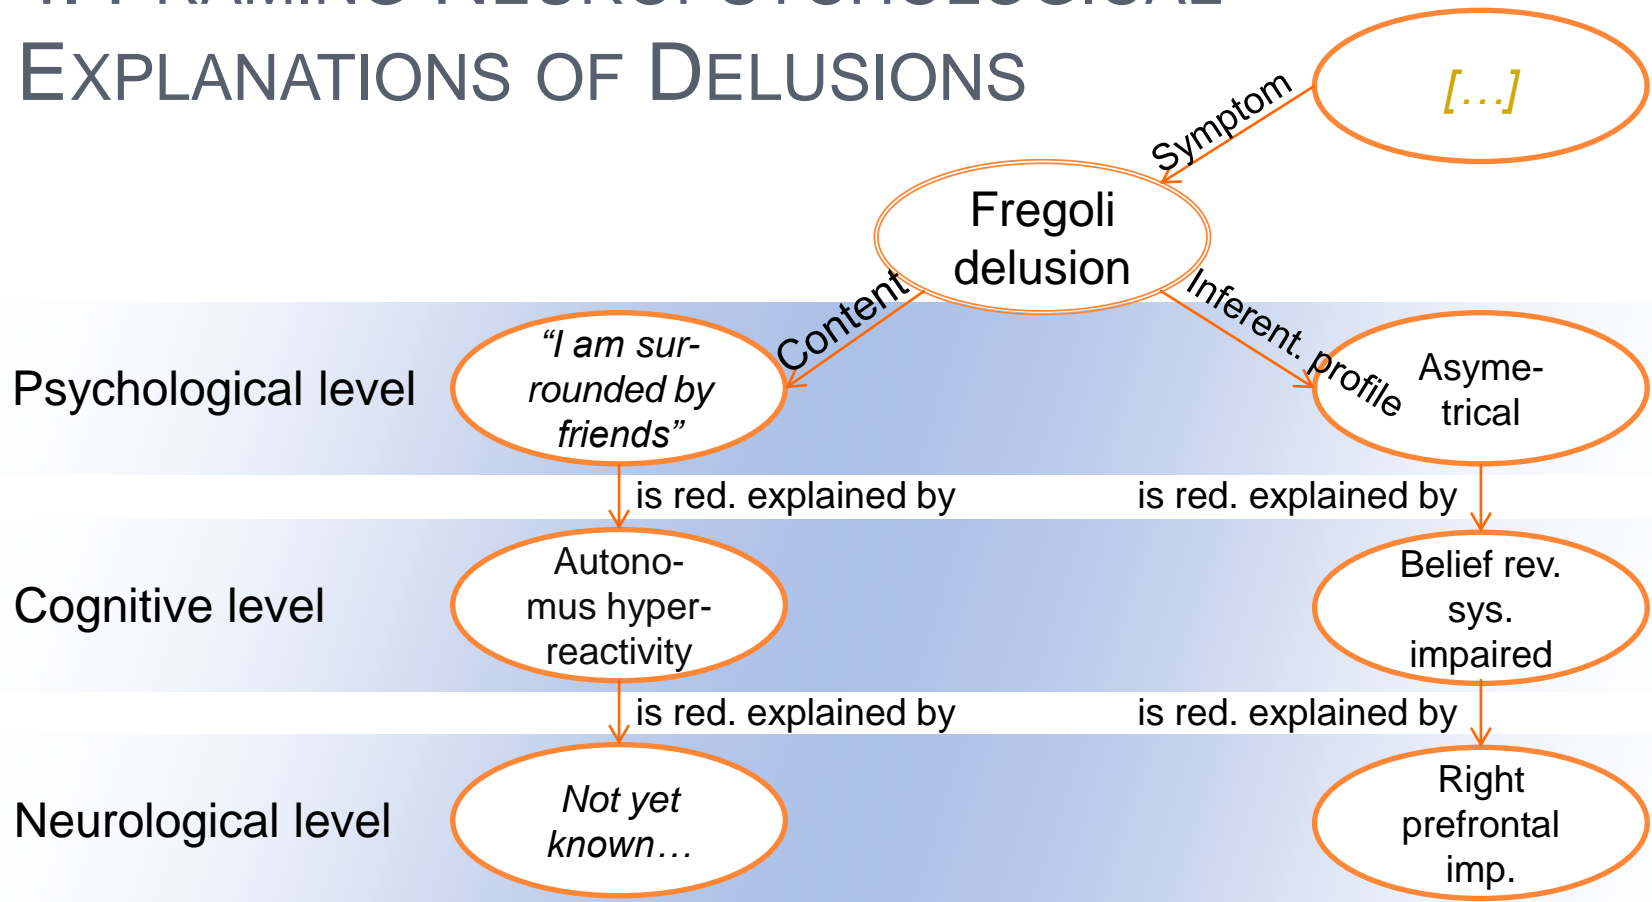 EXPLANATIONS OF DELUSIONS
[…]
Symptom
Fregoli
delusion
Content
Inferent. profile
Psychological level
“I am sur-
rounded by
friends”
Asyme-
trical
is red. explained by
is red. explained by
Cognitive level
Autono-
mus hyper-
reactivity
Belief rev.
sys.
impaired
is red. explained by
is red. explained by
Neurological level
Not yet
known…
Right
prefrontal
imp.